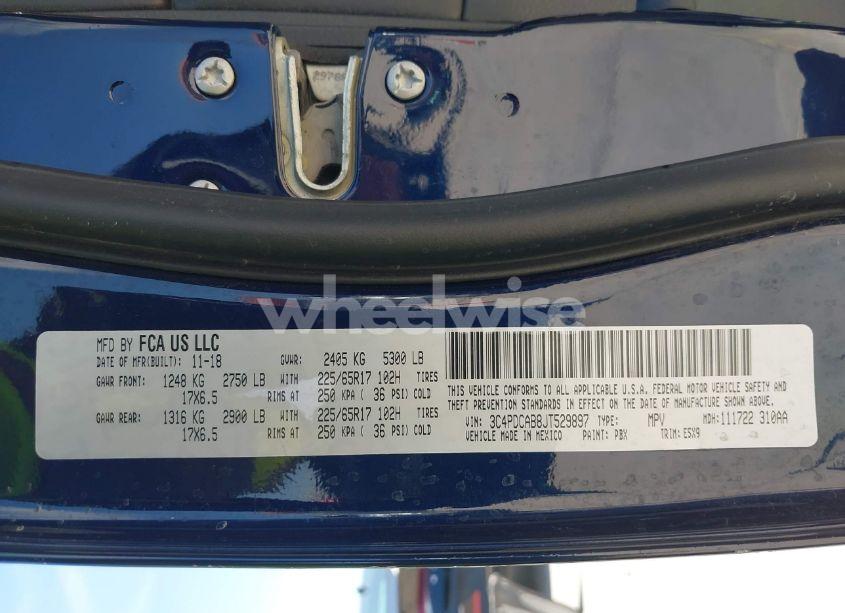 wheelwise
MFD BY FCA US LLC
DATE OF MFR(BUILT): 11-18 GVWR: 2405 KG 5300 LB
GAWR FRONT: 1248 KG 2750 LB WITH 225/65R17 102H TIRES
17X6.5 RIMS AT 250 KPA ( 36 PSI) COLD
GAWR REAR: 1316 KG 2900 LB WITH 225/65R17 102H TIRES
17X6.5 RIMS AT 250 KPA ( 36 PSI) COLD
THIS VEHICLE CONFORMS TO ALL APPLICABLE U.S.A. FEDERAL MOTOR VEHICLE SAFETY AND
THEFT PREVENTION STANDARDS IN EFFECT ON THE DATE OF MANUFACTURE SHOWN ABOVE.
VIN: 3C4PDCAB8JT529897 TYPE: MPV MDH: 111722 310AA
VEHICLE MADE IN MEXICO PAINT: PBX TRIM: E5X9